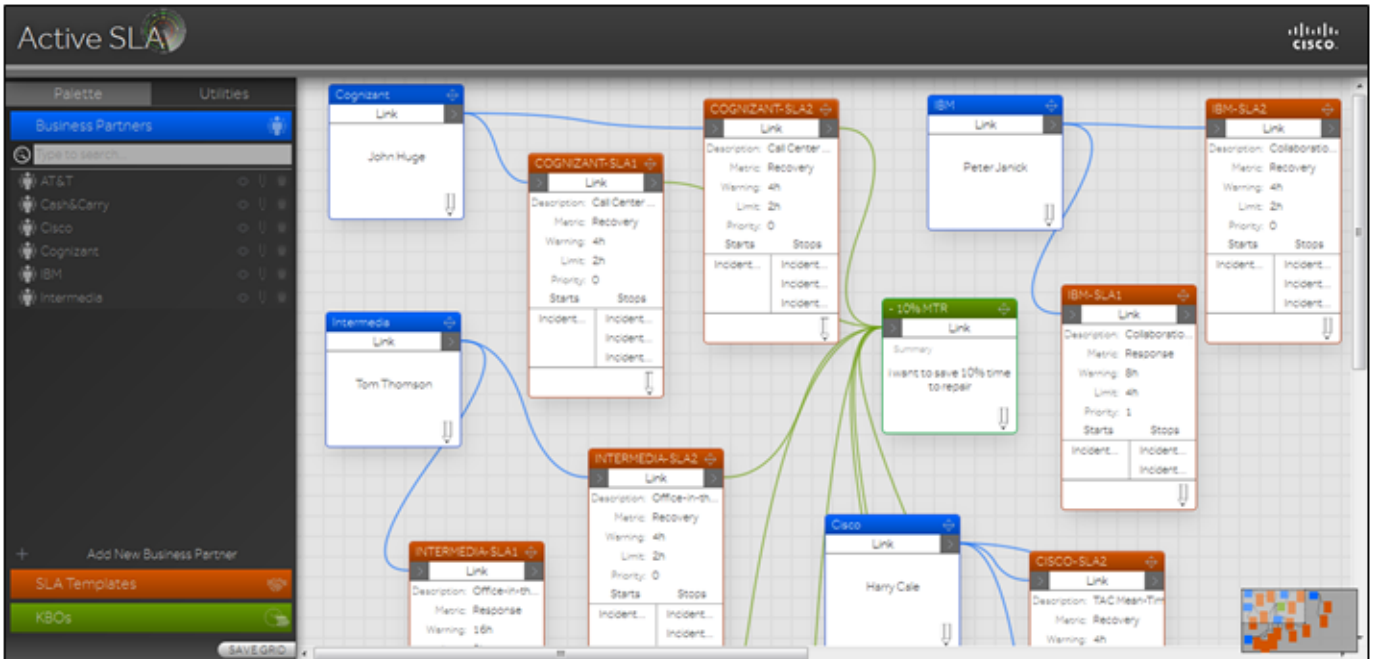 Active SLA
CISCO
Palette
Utilities
Business Partners
Type to search...
AT&T
Cash&Carry
Cisco
Cognizant
IBM
Intermedia
Add New Business Partner
SLA Templates
KBOs
SAVE GRID
Cognizant
Link
John Huge
COGNIZANT-SLA1
Link
Description: Call Center ...
Metric: Recovery
Warning: 4h
Limit: 2h
Priority: 0
Starts Stops
Incident... Incident...
Incident...
Incident...
COGNIZANT-SLA2
Link
Description: Call Center ...
Metric: Recovery
Warning: 4h
Limit: 2h
Priority: 0
Starts Stops
Incident... Incident...
Incident...
Incident...
IBM
Link
Peter Janick
IBM-SLA2
Link
Description: Collaboratio...
Metric: Recovery
Warning: 4h
Limit: 2h
Priority: 0
Starts Stops
Incident... Incident...
Incident...
Incident...
IBM-SLA1
Link
Description: Collaboratio...
Metric: Response
Warning: 8h
Limit: 4h
Priority: 1
Starts Stops
Incident... Incident...
Incident...
- 10% MTR
Link
Summary
I want to save 10% time
to repair
Intermedia
Link
Tom Thomson
INTERMEDIA-SLA2
Link
Description: Office-in-th...
Metric: Recovery
Warning: 4h
Limit: 2h
Priority: 0
Starts Stops
Incident... Incident...
Incident...
INTERMEDIA-SLA1
Link
Description: Office-in-th...
Metric: Response
Warning: 16h
Cisco
Link
Harry Cale
CISCO-SLA2
Link
Description: TAC Mean-Tim
Metric: Recovery
Warning: 4h